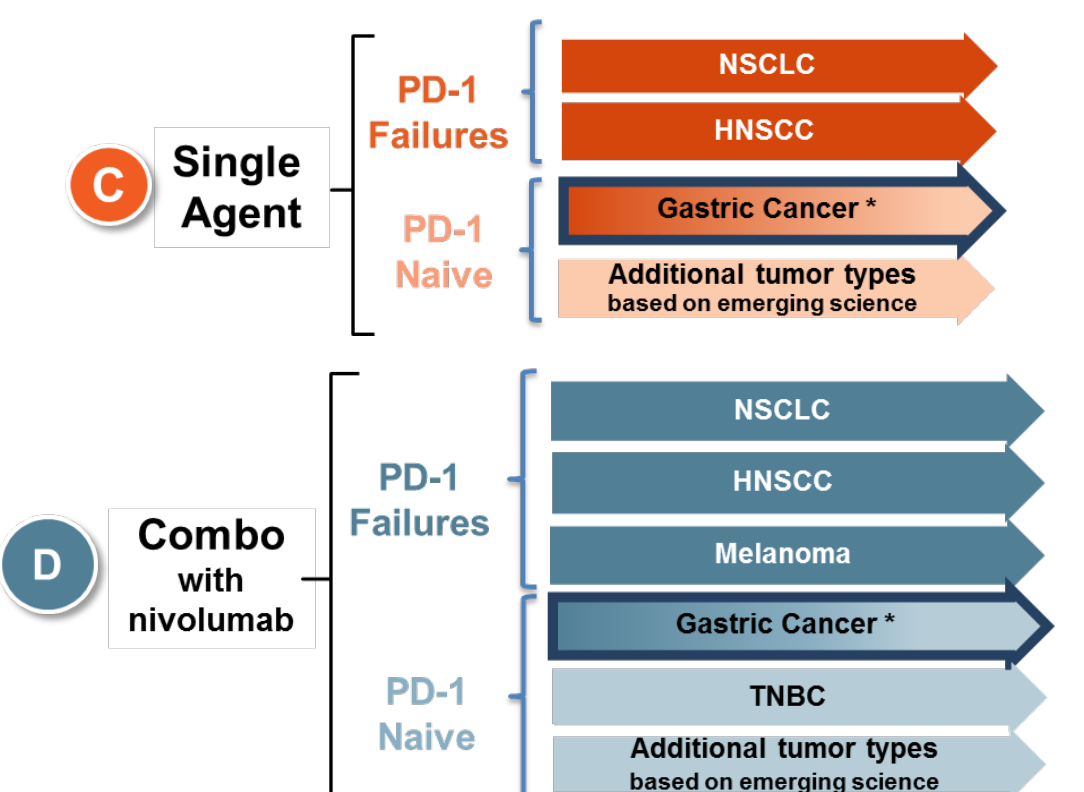 C
Single
Agent
PD-1
Failures
NSCLC
HNSCC
PD-1
Naive
Gastric Cancer *
Additional tumor types
based on emerging science
D
Combo
with
nivolumab
PD-1
Failures
NSCLC
HNSCC
Melanoma
PD-1
Naive
Gastric Cancer *
TNBC
Additional tumor types
based on emerging science